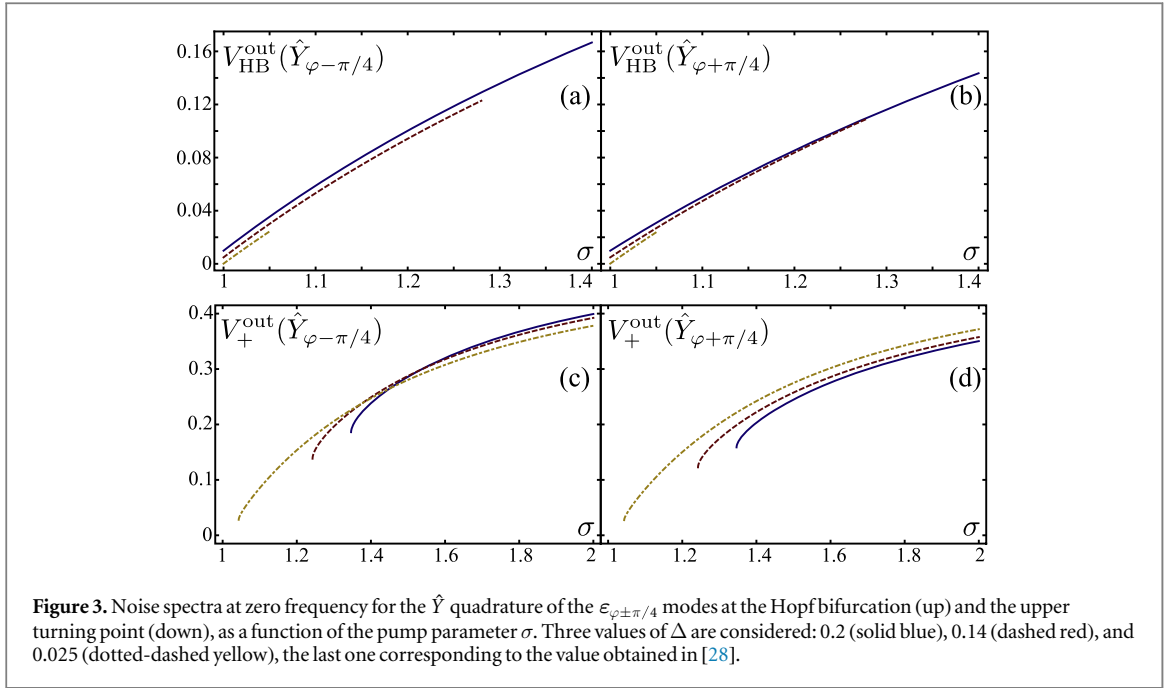 0.16
0.12
0.08
0.04
0
V_HB^out(Ŷ_φ−π/4)
(a)
σ
1 1.1 1.2 1.3 1.4
V_HB^out(Ŷ_φ+π/4)
(b)
σ
1 1.1 1.2 1.3 1.4
0.4
0.3
0.2
0.1
0
V_+^out(Ŷ_φ−π/4)
(c)
σ
1 1.2 1.4 1.6 1.8 2
V_+^out(Ŷ_φ+π/4)
(d)
σ
1 1.2 1.4 1.6 1.8 2
Figure 3. Noise spectra at zero frequency for the Ŷ quadrature of the ε_φ±π/4 modes at the Hopf bifurcation (up) and the upper
turning point (down), as a function of the pump parameter σ. Three values of Δ are considered: 0.2 (solid blue), 0.14 (dashed red), and
0.025 (dotted-dashed yellow), the last one corresponding to the value obtained in [28].